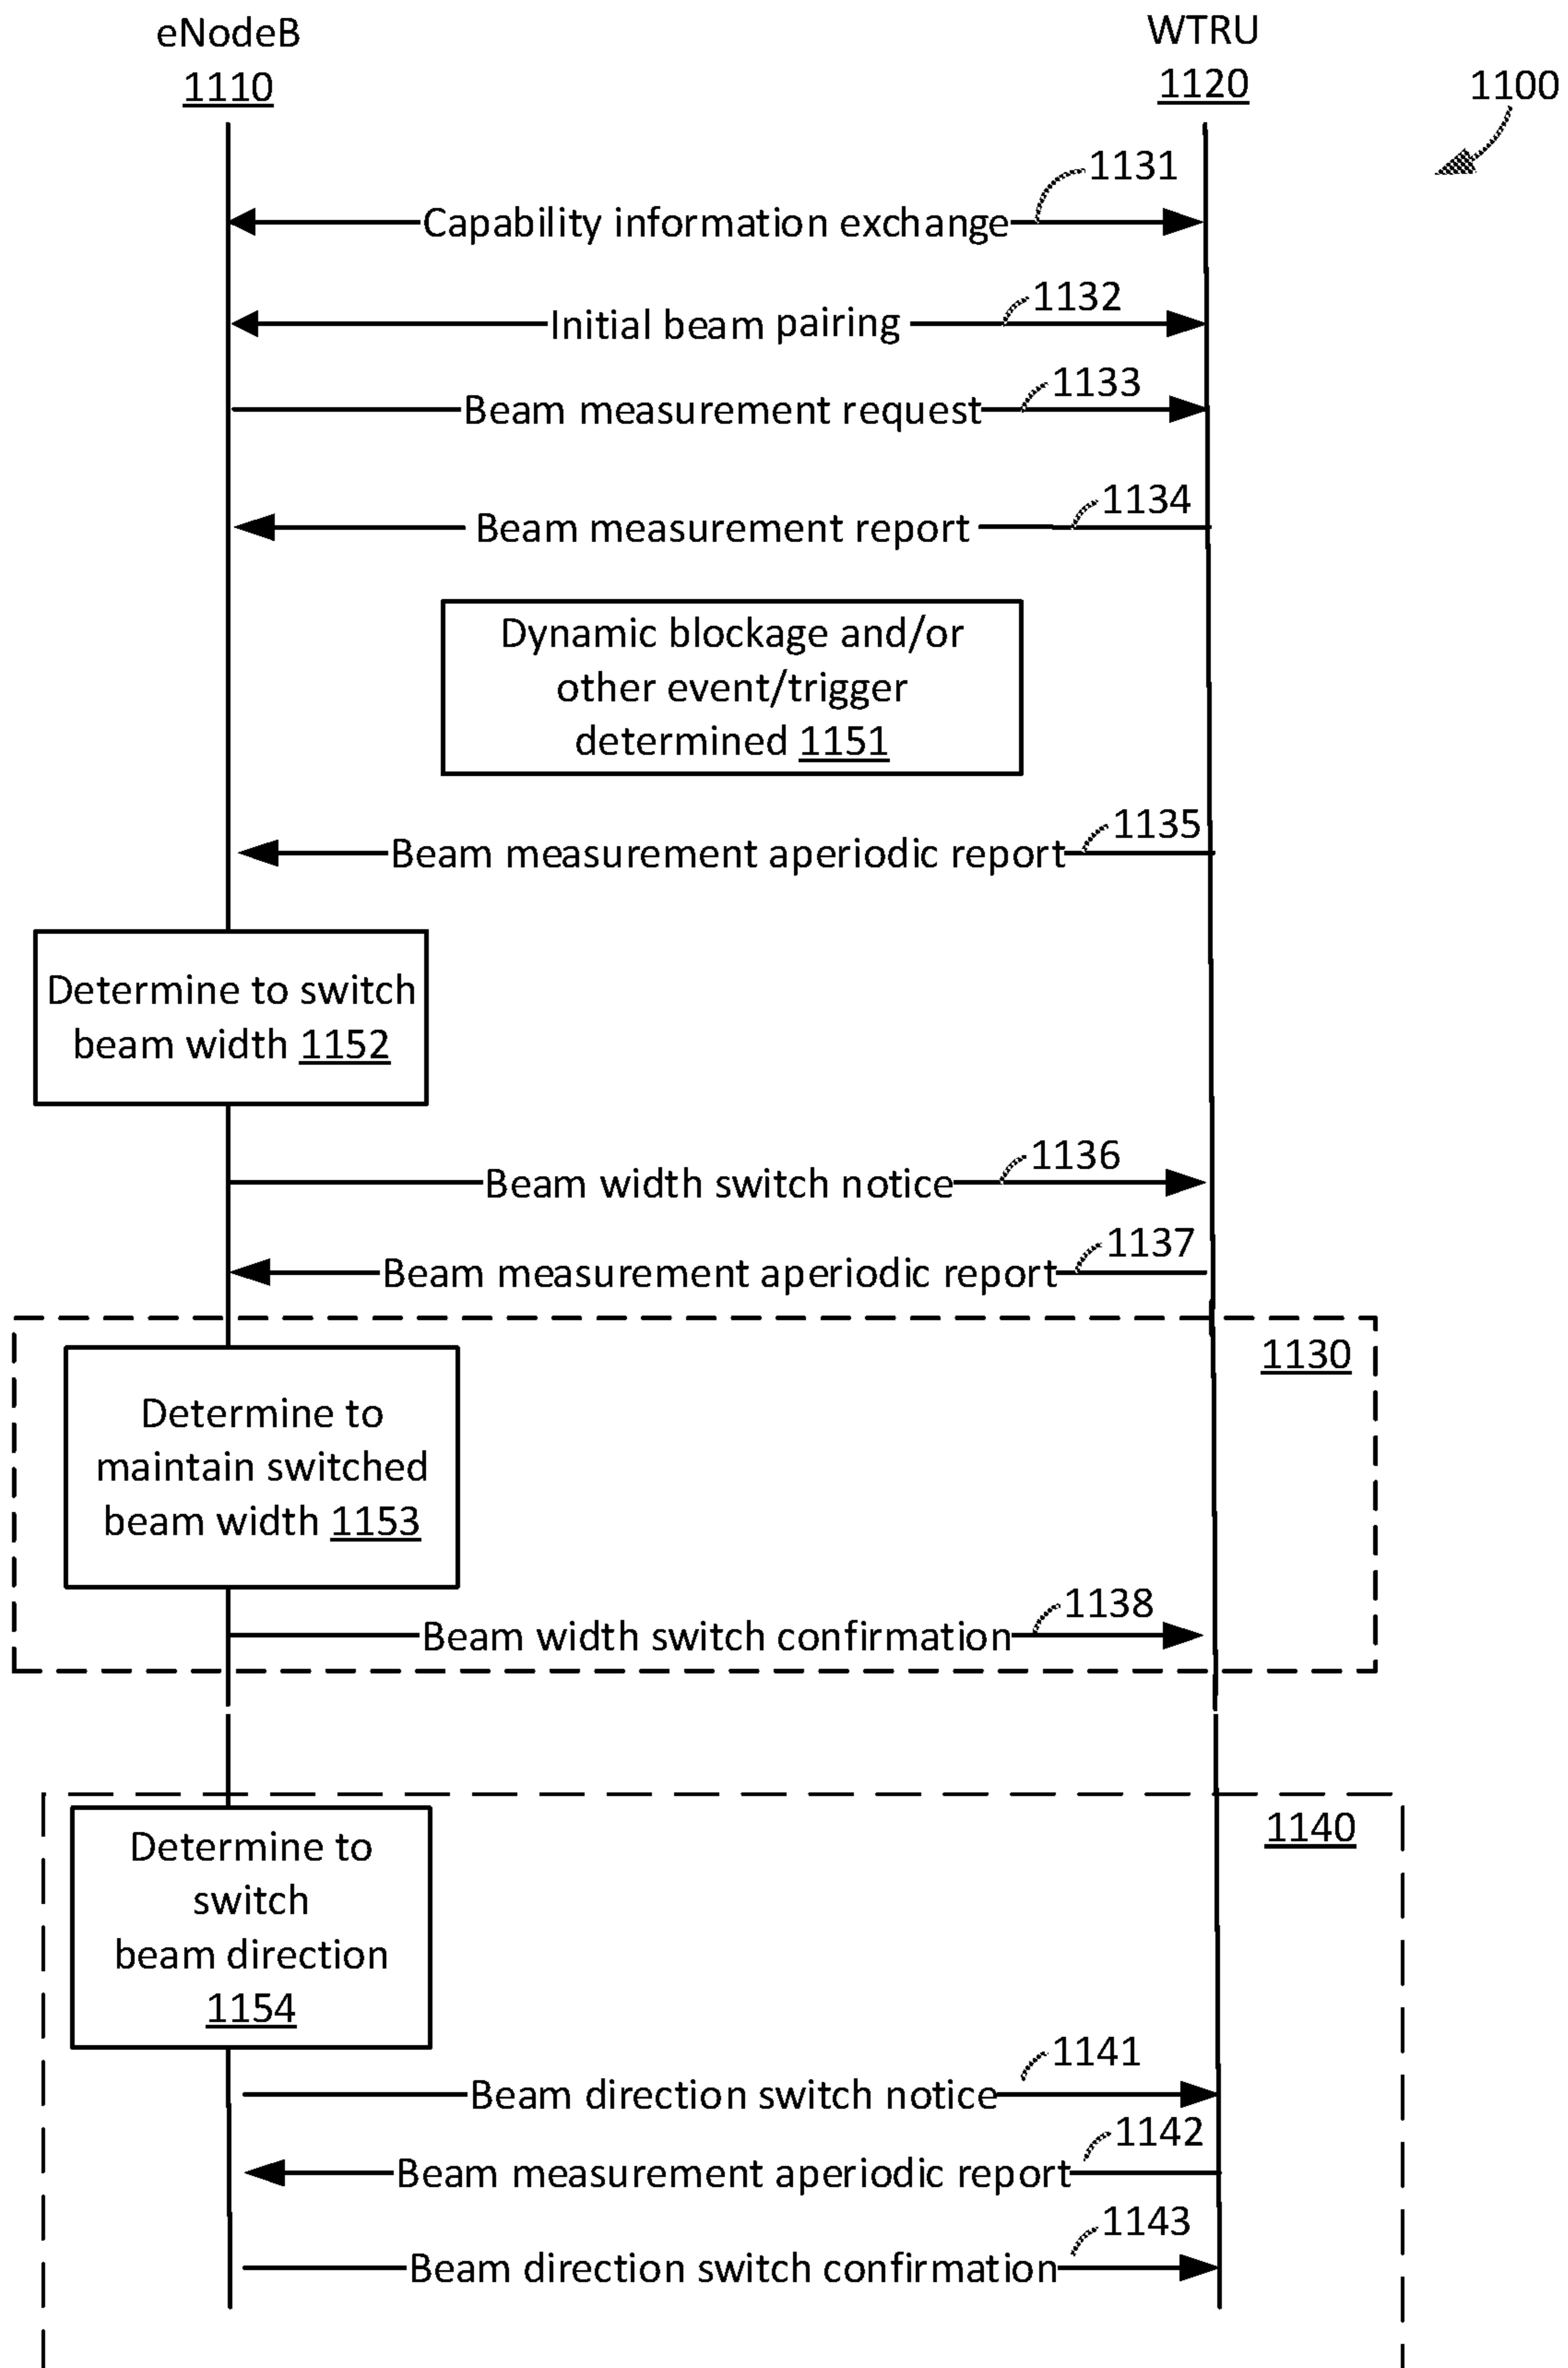 eNodeB
1110
WTRU
1120
1100
1131
Capability information exchange
1132
Initial beam pairing
1133
Beam measurement request
1134
Beam measurement report
Dynamic blockage and/or
other event/trigger
determined 1151
1135
Beam measurement aperiodic report
Determine to switch
beam width 1152
1136
Beam width switch notice
1137
Beam measurement aperiodic report
1130
Determine to
maintain switched
beam width 1153
1138
Beam width switch confirmation
1140
Determine to
switch
beam direction
1154
1141
Beam direction switch notice
1142
Beam measurement aperiodic report
1143
Beam direction switch confirmation